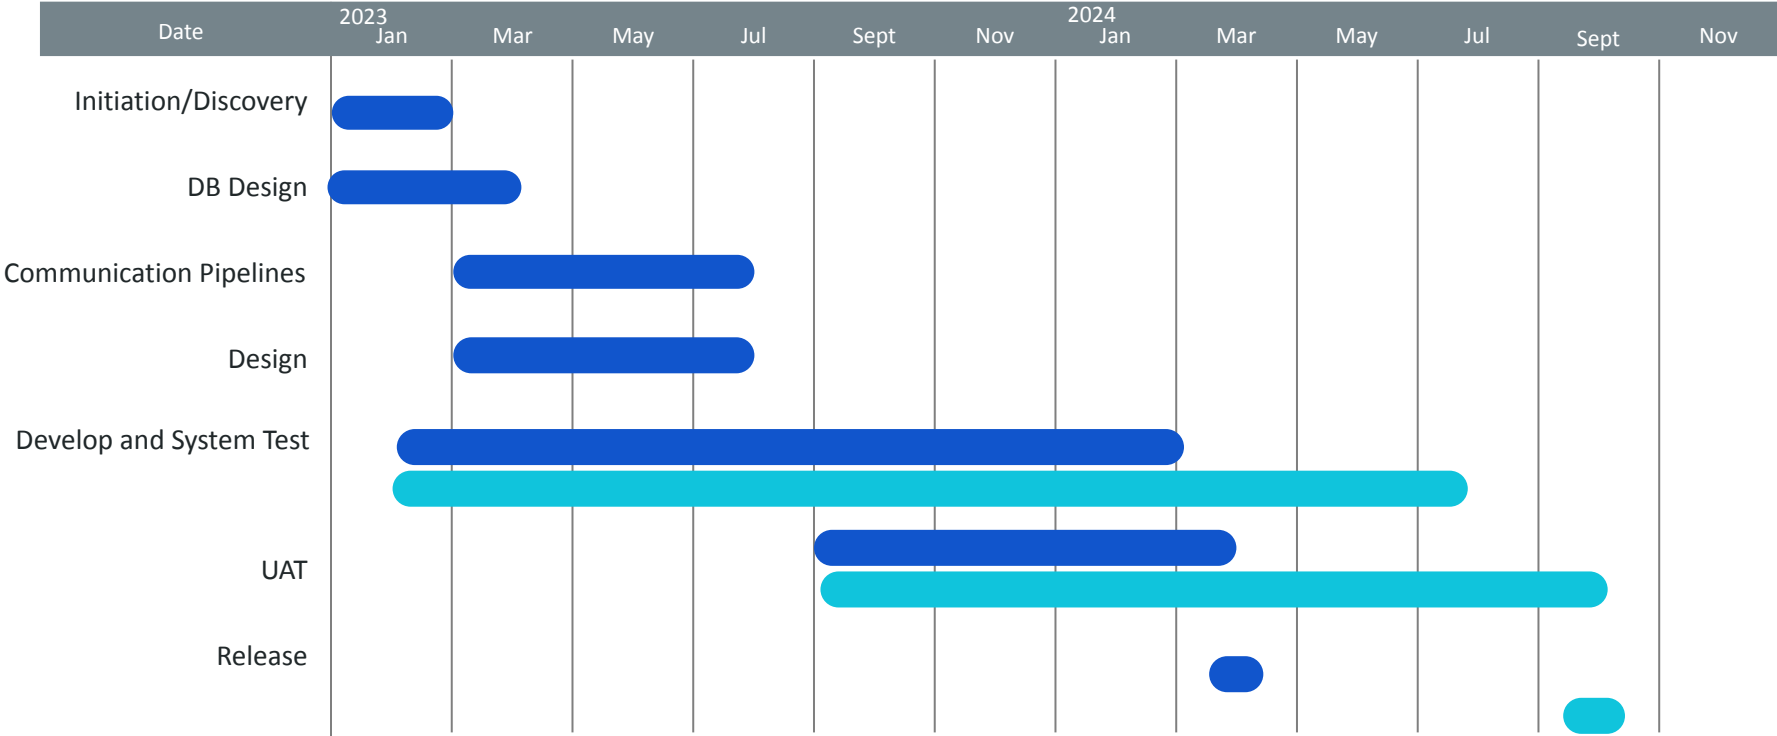 2023 2024
Date Jan Mar May Jul Sept Nov Jan Mar May Jul Sept Nov
Initiation/Discovery
DB Design
Communication Pipelines
Design
Develop and System Test
UAT
Release